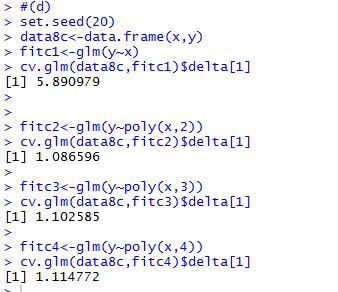 > #(d)
> set.seed(20)
> data8c<-data.frame(x,y)
> fitc1<-glm(y~x)
> cv.glm(data8c,fitc1)$delta[1]
[1] 5.890979
>
>
> fitc2<-glm(y~poly(x,2))
> cv.glm(data8c,fitc2)$delta[1]
[1] 1.086596
>
> fitc3<-glm(y~poly(x,3))
> cv.glm(data8c,fitc3)$delta[1]
[1] 1.102585
>
> fitc4<-glm(y~poly(x,4))
> cv.glm(data8c,fitc4)$delta[1]
[1] 1.114772
>